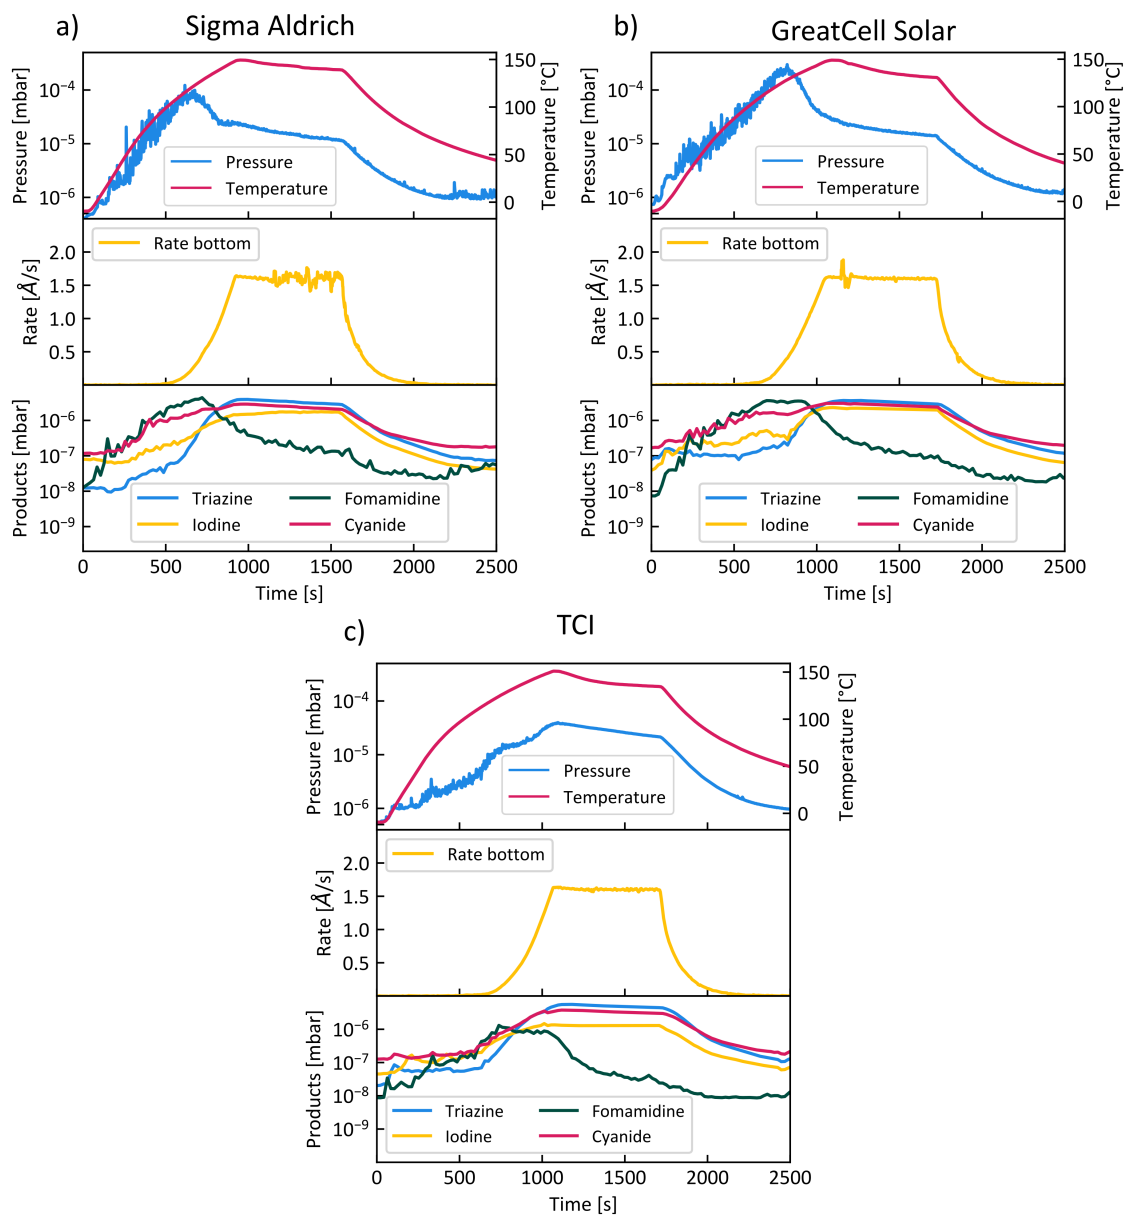 a)
Sigma Aldrich
Pressure [mbar]
10⁻⁴
10⁻⁵
10⁻⁶
Pressure
Temperature
150
100
50
0
Temperature [°C]
Rate [Å/s]
2.0
1.5
1.0
0.5
Rate bottom
Products [mbar]
10⁻⁶
10⁻⁷
10⁻⁸
10⁻⁹
Triazine
Iodine
Fomamidine
Cyanide
0 500 1000 1500 2000 2500
Time [s]
b)
GreatCell Solar
Pressure [mbar]
10⁻⁴
10⁻⁵
10⁻⁶
Pressure
Temperature
150
100
50
0
Temperature [°C]
Rate [Å/s]
2.0
1.5
1.0
0.5
Rate bottom
Products [mbar]
10⁻⁶
10⁻⁷
10⁻⁸
10⁻⁹
Triazine
Iodine
Fomamidine
Cyanide
0 500 1000 1500 2000 2500
Time [s]
c)
TCI
Pressure [mbar]
10⁻⁴
10⁻⁵
10⁻⁶
Pressure
Temperature
150
100
50
0
Temperature [°C]
Rate [Å/s]
2.0
1.5
1.0
0.5
Rate bottom
Products [mbar]
10⁻⁶
10⁻⁷
10⁻⁸
10⁻⁹
Triazine
Iodine
Fomamidine
Cyanide
0 500 1000 1500 2000 2500
Time [s]